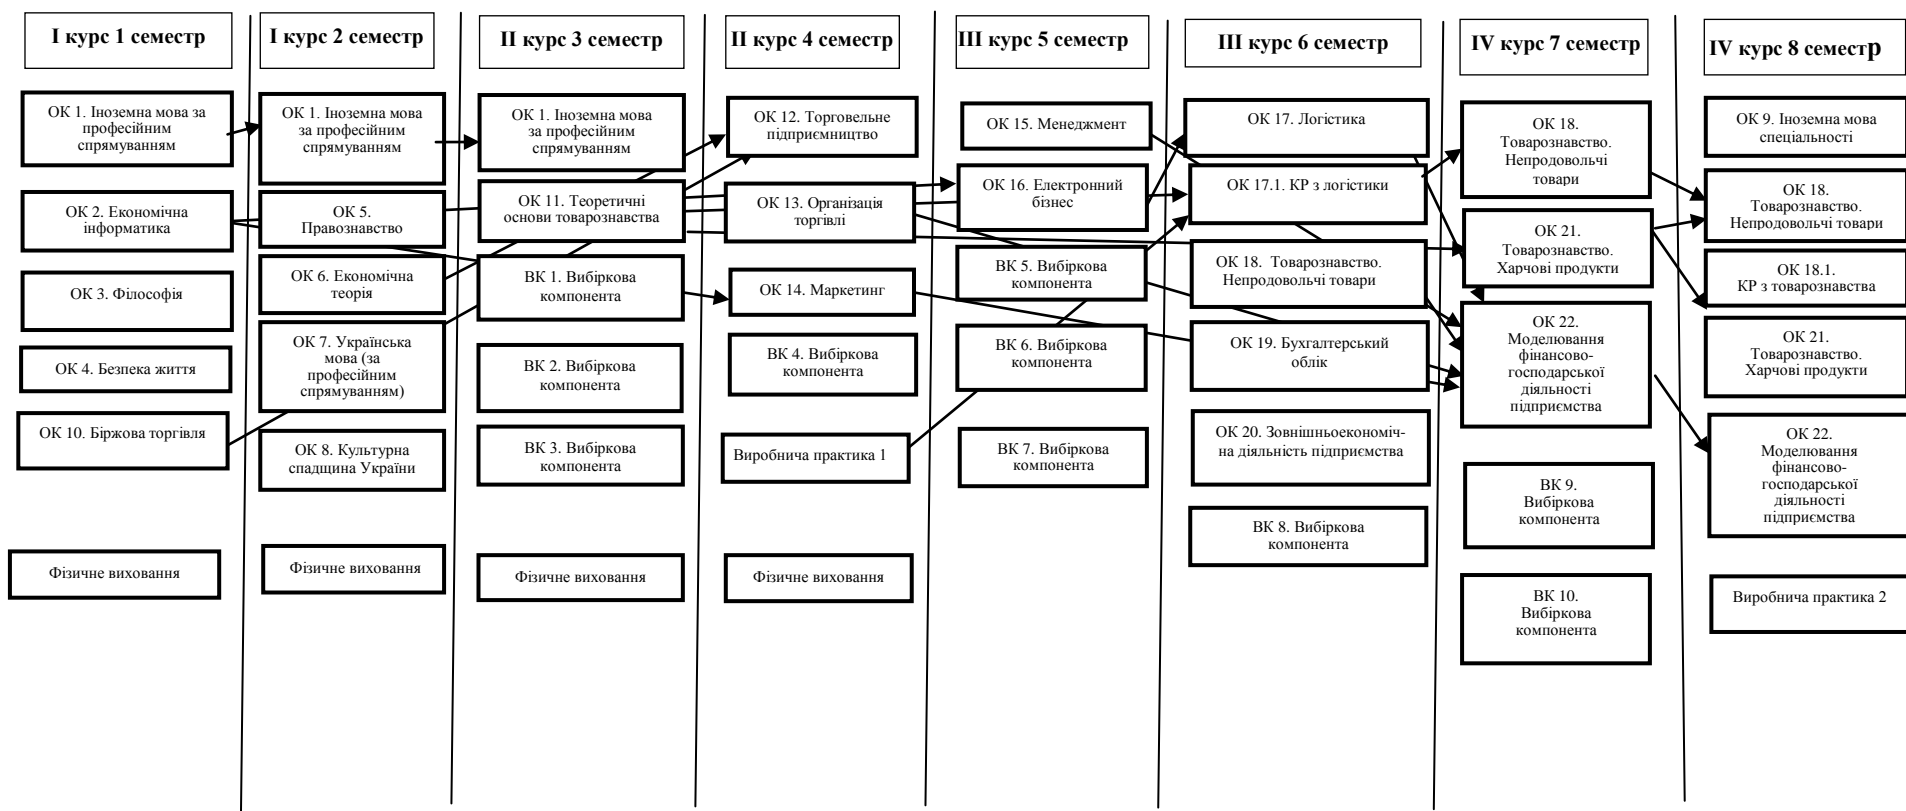 I курс 1 семестр
ОК 1. Іноземна мова за
професійним
спрямуванням
ОК 2. Економічна
інформатика
ОК 3. Філософія
ОК 4. Безпека життя
ОК 10. Біржова торгівля
Фізичне виховання
I курс 2 семестр
ОК 1. Іноземна мова
за професійним
спрямуванням
ОК 5.
Правознавство
ОК 6. Економічна
теорія
ОК 7. Українська
мова (за
професійним
спрямуванням)
ОК 8. Культурна
спадщина України
Фізичне виховання
II курс 3 семестр
ОК 1. Іноземна мова
за професійним
спрямуванням
ОК 11. Теоретичні
основи товарознавства
ВК 1. Вибіркова
компонента
ВК 2. Вибіркова
компонента
ВК 3. Вибіркова
компонента
Фізичне виховання
II курс 4 семестр
ОК 12. Торговельне
підприємництво
ОК 13. Організація
торгівлі
ОК 14. Маркетинг
ВК 4. Вибіркова
компонента
Виробнича практика 1
Фізичне виховання
III курс 5 семестр
ОК 15. Менеджмент
ОК 16. Електронний
бізнес
ВК 5. Вибіркова
компонента
ВК 6. Вибіркова
компонента
ВК 7. Вибіркова
компонента
III курс 6 семестр
ОК 17. Логістика
ОК 17.1. КР з логістики
ОК 18. Товарознавство.
Непродовольчі товари
ОК 19. Бухгалтерський
облік
ОК 20. Зовнішньоекономіч-
на діяльність підприємства
ВК 8. Вибіркова
компонента
IV курс 7 семестр
ОК 18.
Товарознавство.
Непродовольчі
товари
ОК 21.
Товарознавство.
Харчові продукти
ОК 22.
Моделювання
фінансово-
господарської
діяльності
підприємства
ВК 9.
Вибіркова
компонента
ВК 10.
Вибіркова
компонента
IV курс 8 семестр
ОК 9. Іноземна мова
спеціальності
ОК 18.
Товарознавство.
Непродовольчі товари
ОК 18.1.
КР з товарознавства
ОК 21.
Товарознавство.
Харчові продукти
ОК 22.
Моделювання
фінансово-
господарської
діяльності
підприємства
Виробнича практика 2